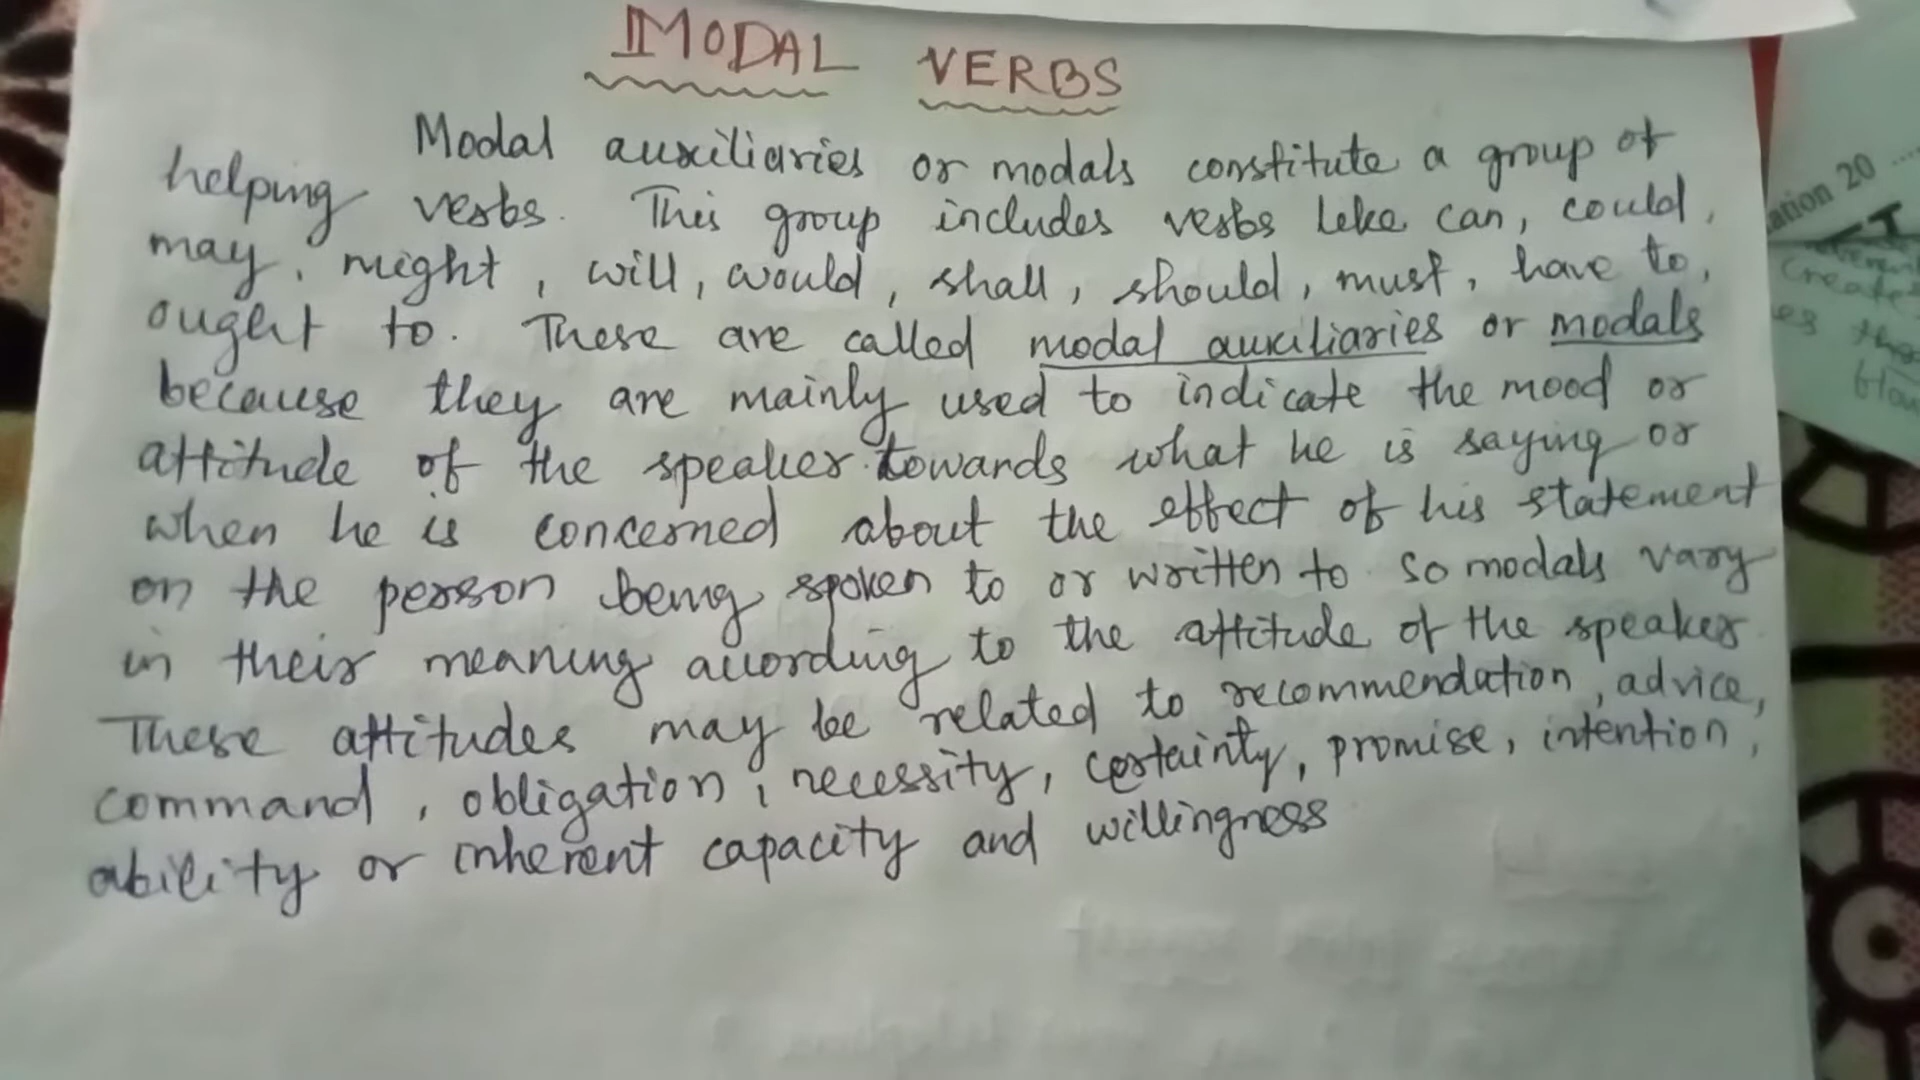 MODAL VERBS
Modal auxiliaries or modals constitute a group of
helping verbs. This group includes verbs like can, could,
may, might, will, would, shall, should, must, have to,
ought to. These are called modal auxiliaries or modals
because they are mainly used to indicate the mood or
attitude of the speaker towards what he is saying or
when he is concerned about the effect of his statement
on the person being spoken to or written to. So modals vary
in their meaning according to the attitude of the speaker.
These attitudes may be related to recommendation, advice,
command, obligation, necessity, certainty, promise, intention,
ability or inherent capacity and willingness
ation 20 ....
create